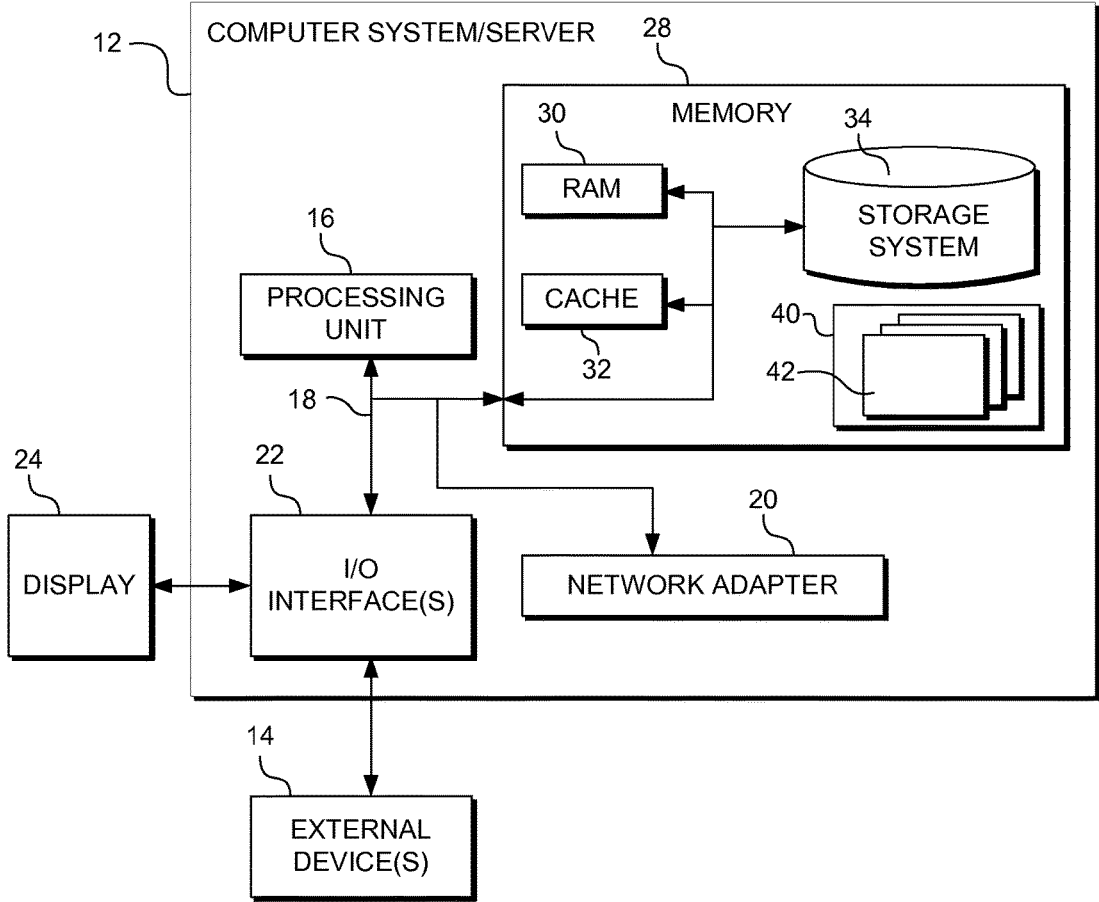 COMPUTER SYSTEM/SERVER
12
28
MEMORY
30
RAM
34
STORAGE
SYSTEM
16
PROCESSING
UNIT
CACHE
32
40
42
18
24
DISPLAY
22
I/O
INTERFACE(S)
20
NETWORK ADAPTER
14
EXTERNAL
DEVICE(S)